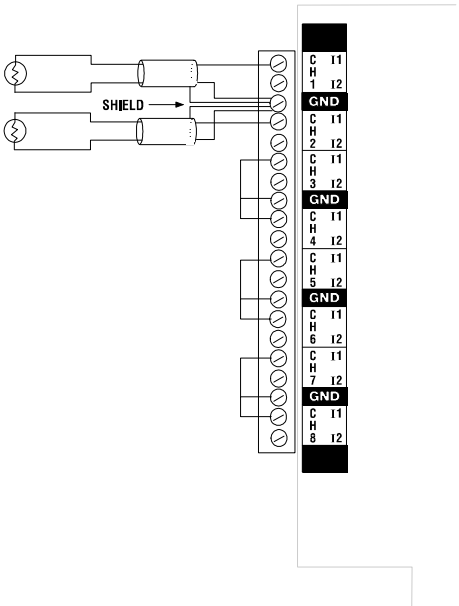 C I1
H
1 I2
SHIELD
GND
C I1
H
2 I2
C I1
H
3 I2
GND
C I1
H
4 I2
C I1
H
5 I2
GND
C I1
H
6 I2
C I1
H
7 I2
GND
C I1
H
8 I2